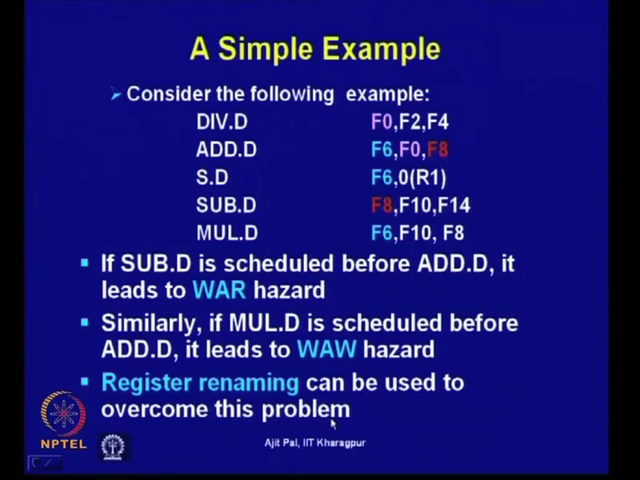 A Simple Example
Consider the following example:
DIV.D F0,F2,F4
ADD.D F6,F0,F8
S.D F6,0(R1)
SUB.D F8,F10,F14
MUL.D F6,F10, F8
If SUB.D is scheduled before ADD.D, it
leads to WAR hazard
Similarly, if MUL.D is scheduled before
ADD.D, it leads to WAW hazard
Register renaming can be used to
overcome this problem
NPTEL
Ajit Pal, IIT Kharagpur